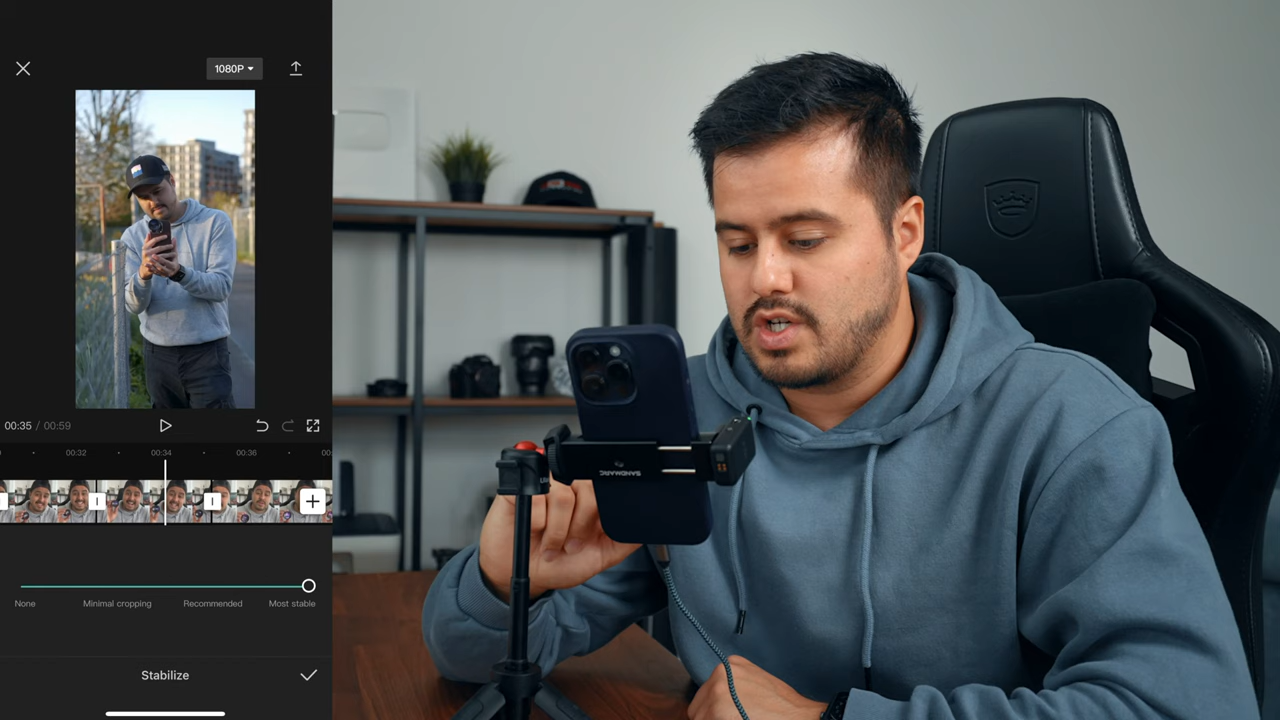 1080P
00:35 / 00:59
00:32
00:34
00:36
None
Minimal cropping
Recommended
Most stable
Stabilize
SANDMARC